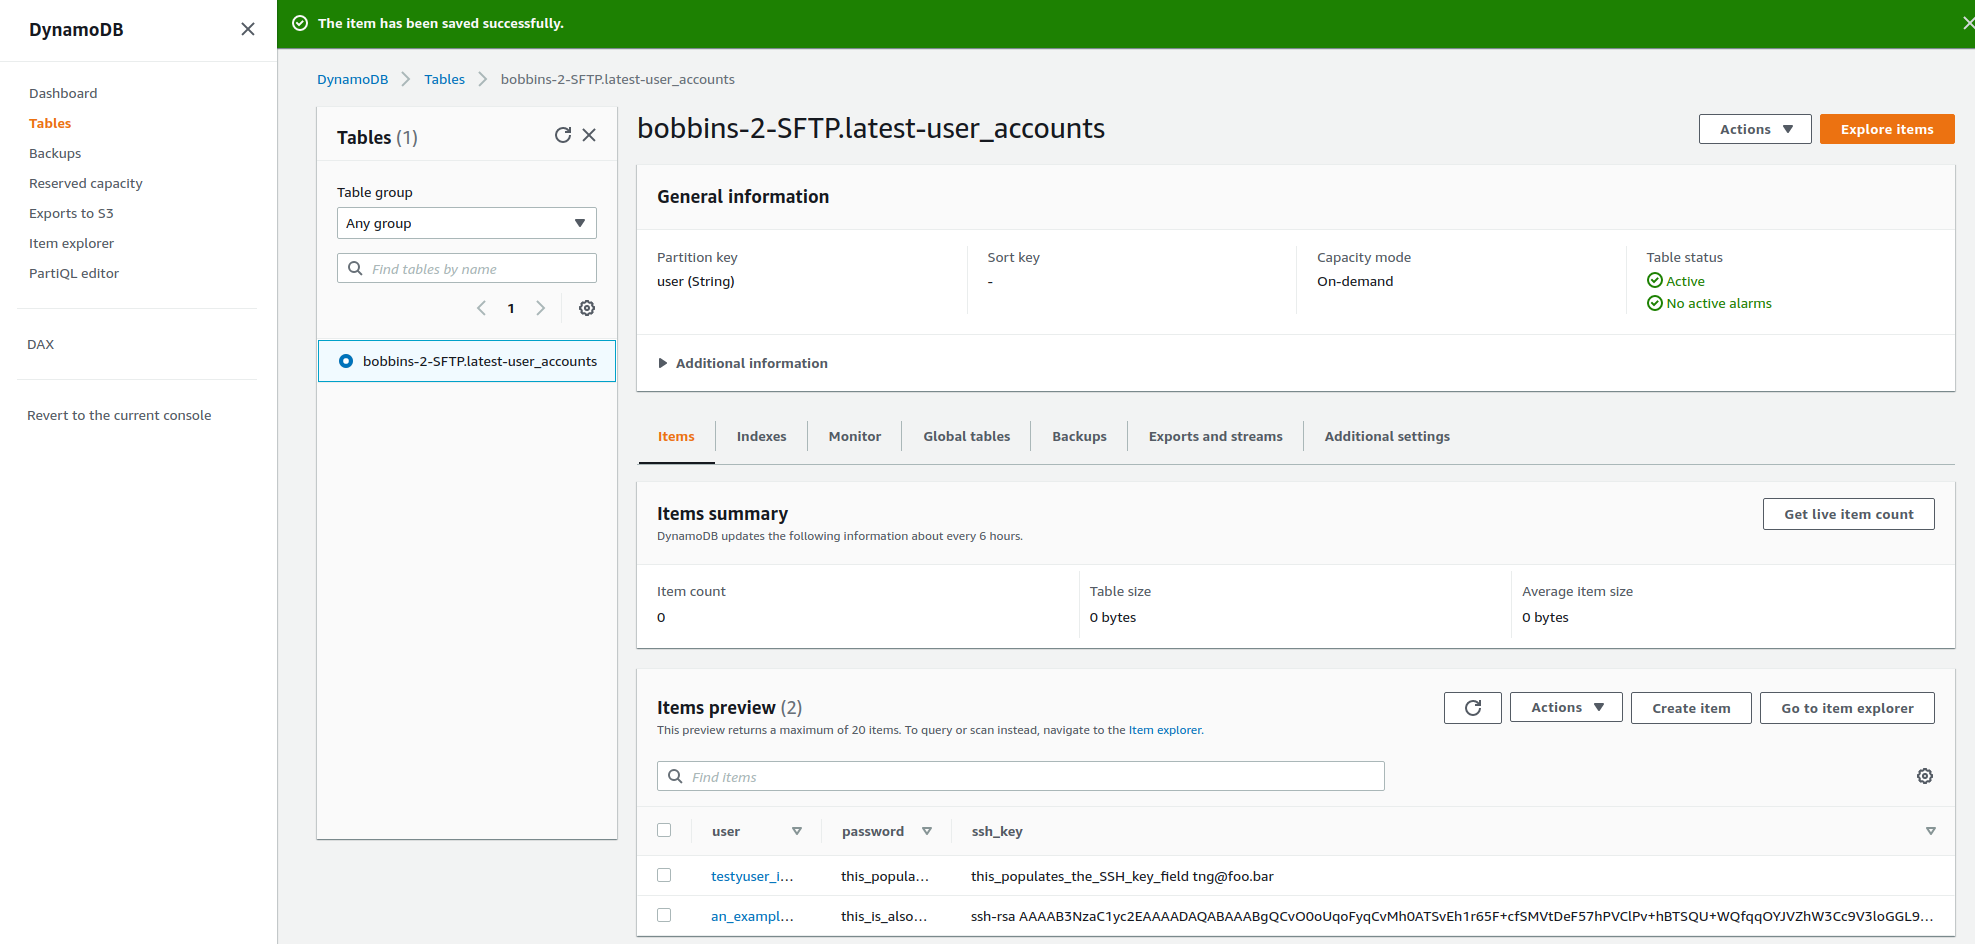 DynamoDB
The item has been saved successfully.
Dashboard
Tables
Backups
Reserved capacity
Exports to S3
Item explorer
PartiQL editor
DAX
Revert to the current console
DynamoDB Tables bobbins-2-SFTP.latest-user_accounts
Tables (1)
Table group
Any group
Find tables by name
1
bobbins-2-SFTP.latest-user_accounts
bobbins-2-SFTP.latest-user_accounts
Actions Explore items
General information
Partition key Sort key Capacity mode Table status
user (String) - On-demand Active
No active alarms
Additional information
Items Indexes Monitor Global tables Backups Exports and streams Additional settings
Items summary
DynamoDB updates the following information about every 6 hours.
Get live item count
Item count Table size Average item size
0 0 bytes 0 bytes
Items preview (2)
This preview returns a maximum of 20 items. To query or scan instead, navigate to the Item explorer.
Actions Create item Go to item explorer
Find items
user password ssh_key
testyuser_i... this_popula... this_populates_the_SSH_key_field tng@foo.bar
an_exampl... this_is_also... ssh-rsa AAAAB3NzaC1yc2EAAAADAQABAAABgQCvO0oUqoFyqCvMh0ATSvEh1r65F+cfSMVtDeF57hPVClPv+hBTSQU+WQfqqOYJVZhW3Cc9V3loGGL9...